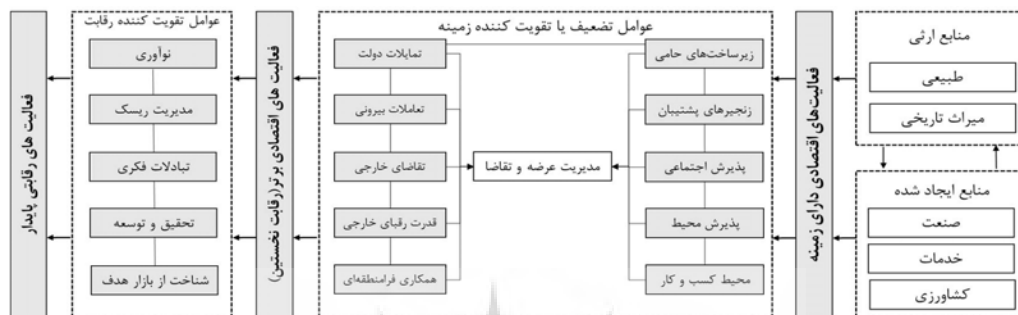 منابع ارثی
طبیعی
میراث تاریخی
منابع ایجاد شده
صنعت
خدمات
کشاورزی
فعالیت‌های اقتصادی دارای زمینه
عوامل تضعیف یا تقویت کننده زمینه
زیرساخت‌های حامی
زنجیرهای پشتیبان
پذیرش اجتماعی
پذیرش محیط
محیط کسب و کار
مدیریت عرضه و تقاضا
تمایلات دولت
تعاملات بیرونی
تقاضای خارجی
قدرت رقبای خارجی
همکاری فرامنطقه‌ای
فعالیت های اقتصادی برتر(رقابت نخستین)
عوامل تقویت کننده رقابت
نوآوری
مدیریت ریسک
تبادلات فکری
تحقیق و توسعه
شناخت از بازار هدف
فعالیت های رقابتی پایدار